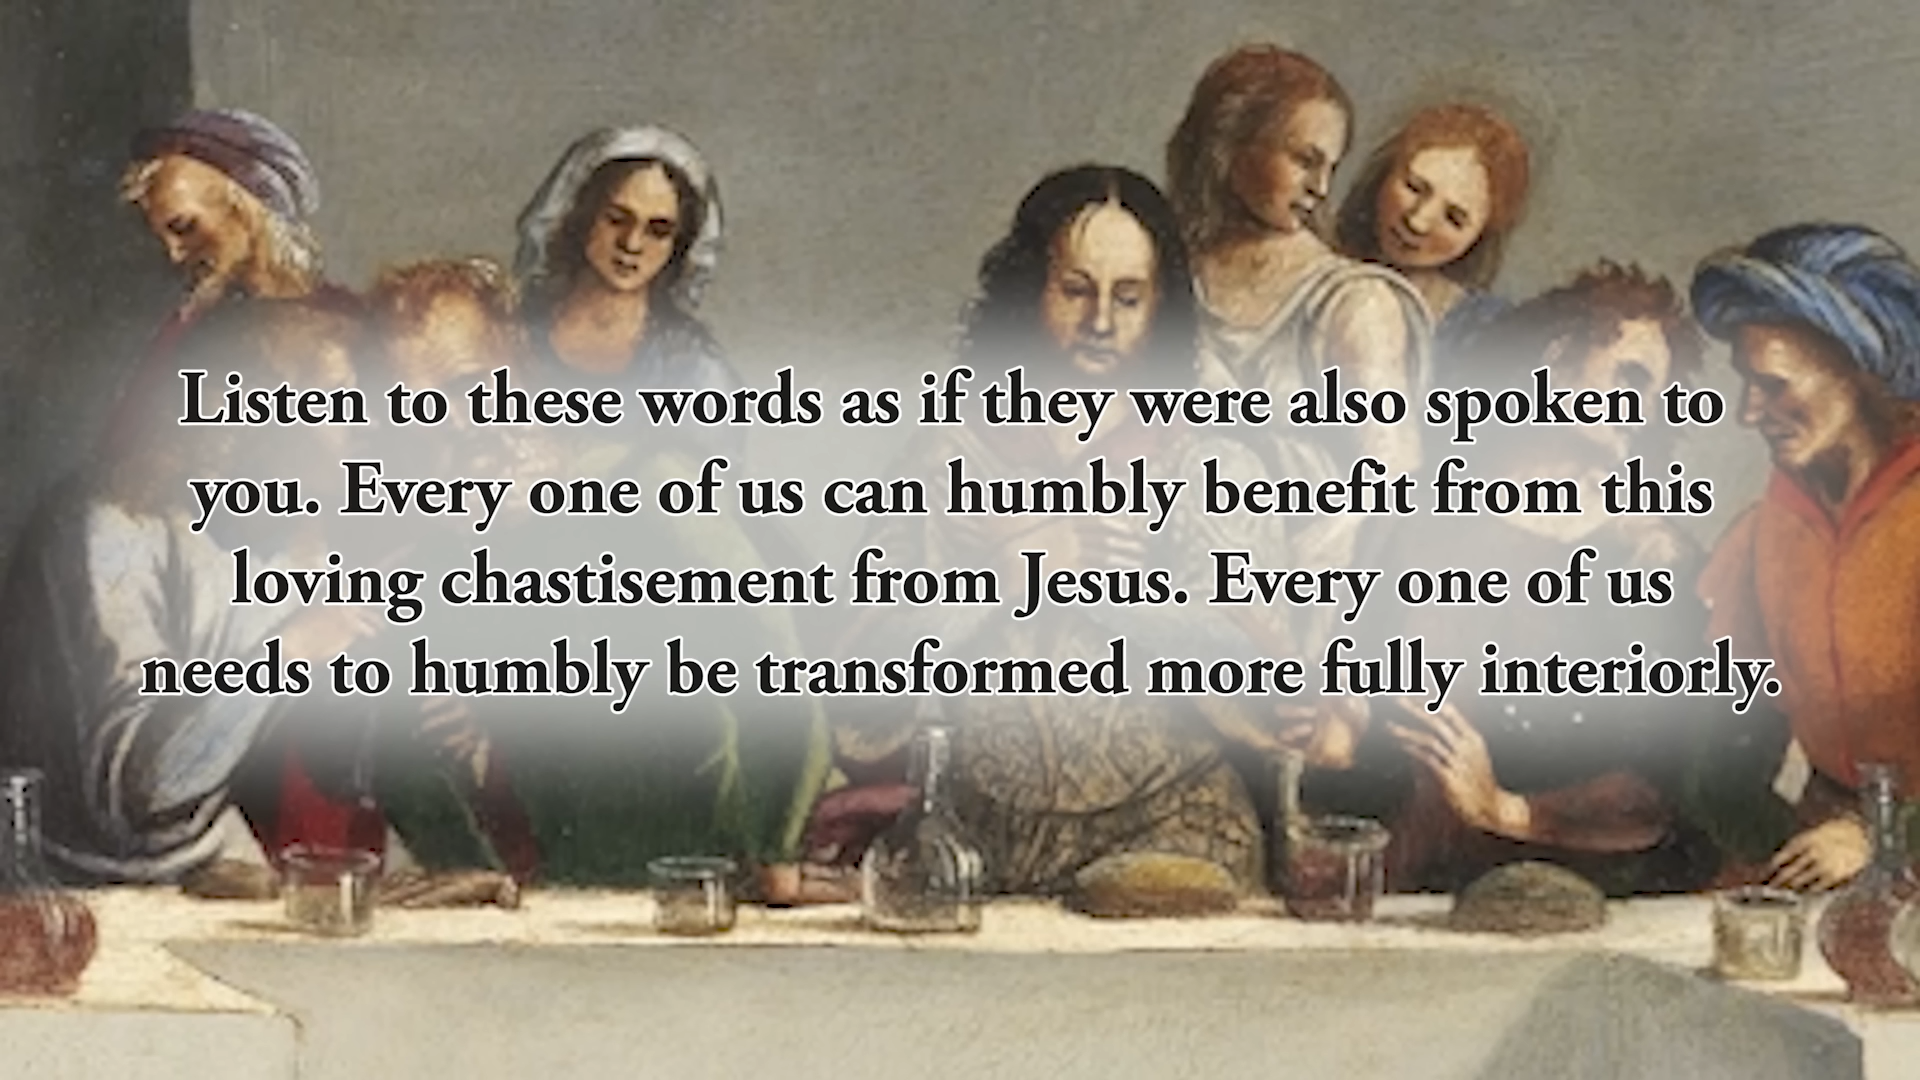 Listen to these words as if they were also spoken to
you. Every one of us can humbly benefit from this
loving chastisement from Jesus. Every one of us
needs to humbly be transformed more fully interiorly.